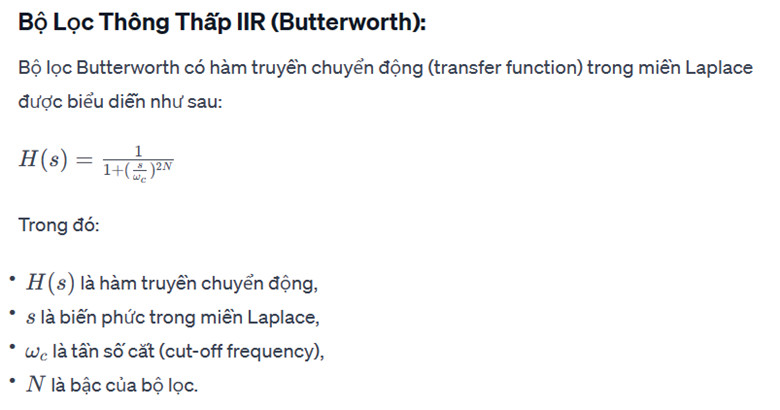 Bộ Lọc Thông Thấp IIR (Butterworth):
Bộ lọc Butterworth có hàm truyền chuyển động (transfer function) trong miền Laplace
được biểu diễn như sau:
H(s) = \frac{1}{1+(\frac{s}{\omega_c})^{2N}}
Trong đó:
• H(s) là hàm truyền chuyển động,
• s là biến phức trong miền Laplace,
• ω_c là tần số cắt (cut-off frequency),
• N là bậc của bộ lọc.